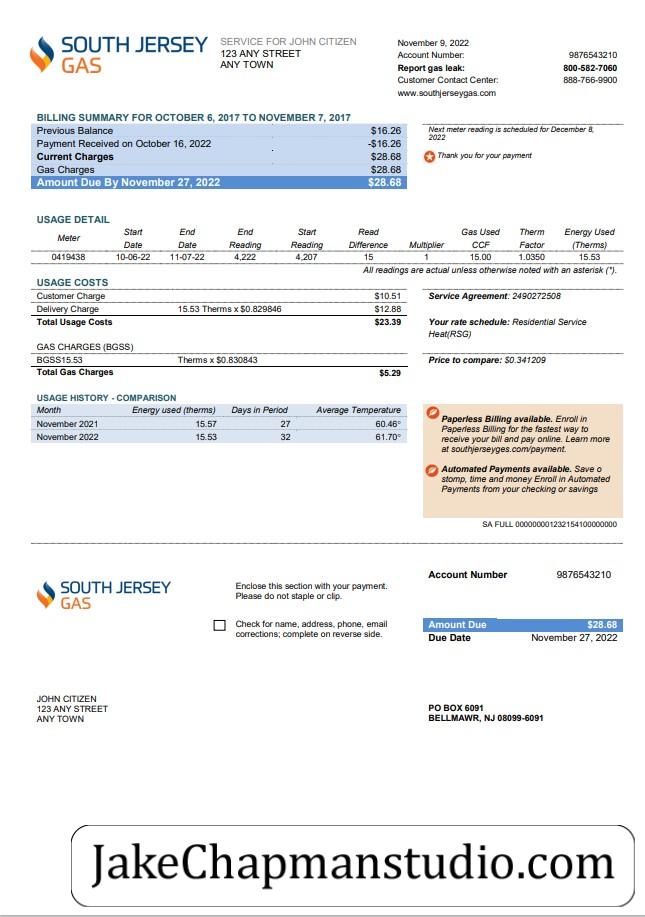 SOUTH JERSEY
GAS
SERVICE FOR JOHN CITIZEN
123 ANY STREET
ANY TOWN
November 9, 2022
Account Number: 9876543210
Report gas leak: 800-582-7060
Customer Contact Center: 888-766-9900
www.southjerseygas.com
BILLING SUMMARY FOR OCTOBER 6, 2017 TO NOVEMBER 7, 2017
Previous Balance $16.26
Payment Received on October 16, 2022 -$16.26
Current Charges $28.68
Gas Charges $28.68
Amount Due By November 27, 2022 $28.68
Next meter reading is scheduled for December 8,
2022
Thank you for your payment
USAGE DETAIL
Meter Start Date End Date End Reading Start Reading Read Difference Multiplier Gas Used CCF Therm Factor Energy Used (Therms)
0419438 10-06-22 11-07-22 4,222 4,207 15 1 15.00 1.0350 15.53
All readings are actual unless otherwise noted with an asterisk (*).
USAGE COSTS
Customer Charge $10.51
Delivery Charge 15.53 Therms x $0.829846 $12.88
Total Usage Costs $23.39
Service Agreement: 2490272508
Your rate schedule: Residential Service
Heat(RSG)
GAS CHARGES (BGSS)
BGSS15.53 Therms x $0.830843
Total Gas Charges $5.29
Price to compare: $0.341209
USAGE HISTORY - COMPARISON
Month Energy used (therms) Days in Period Average Temperature
November 2021 15.57 27 60.46°
November 2022 15.53 32 61.70°
Paperless Billing available. Enroll in
Paperless Billing for the fastest way to
receive your bill and pay online. Learn more
at southjerseyges.com/payment.
Automated Payments available. Save o
stomp, time and money Enroll in Automated
Payments from your checking or savings
SA FULL 000000001232154100000000
SOUTH JERSEY
GAS
Enclose this section with your payment.
Please do not staple or clip.
Check for name, address, phone, email
corrections; complete on reverse side.
Account Number 9876543210
Amount Due $28.68
Due Date November 27, 2022
JOHN CITIZEN
123 ANY STREET
ANY TOWN
PO BOX 6091
BELLMAWR, NJ 08099-6091
JakeChapmanstudio.com